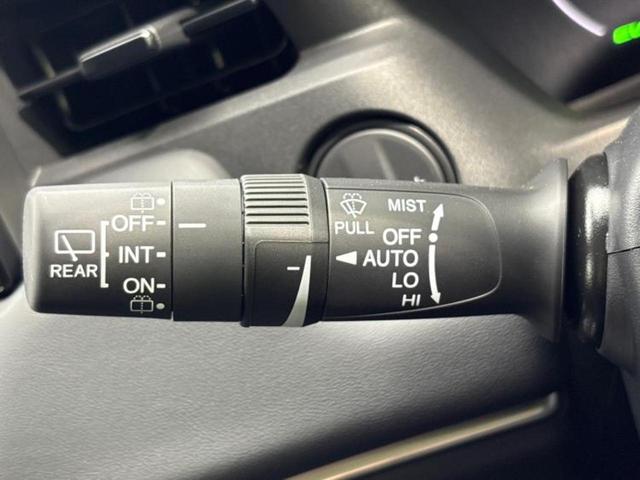 OFF
INT
ON
REAR
PULL
MIST
OFF
AUTO
LO
HI